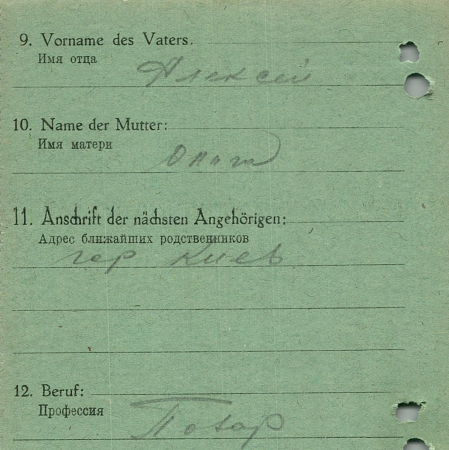 9. Vorname des Vaters.
Имя отца
Алексей
10. Name der Mutter:
Имя матери
11. Anschrift der nächsten Angehörigen:
Адрес ближайших родственников
гор Киев
12. Beruf:
Профессия
Повар